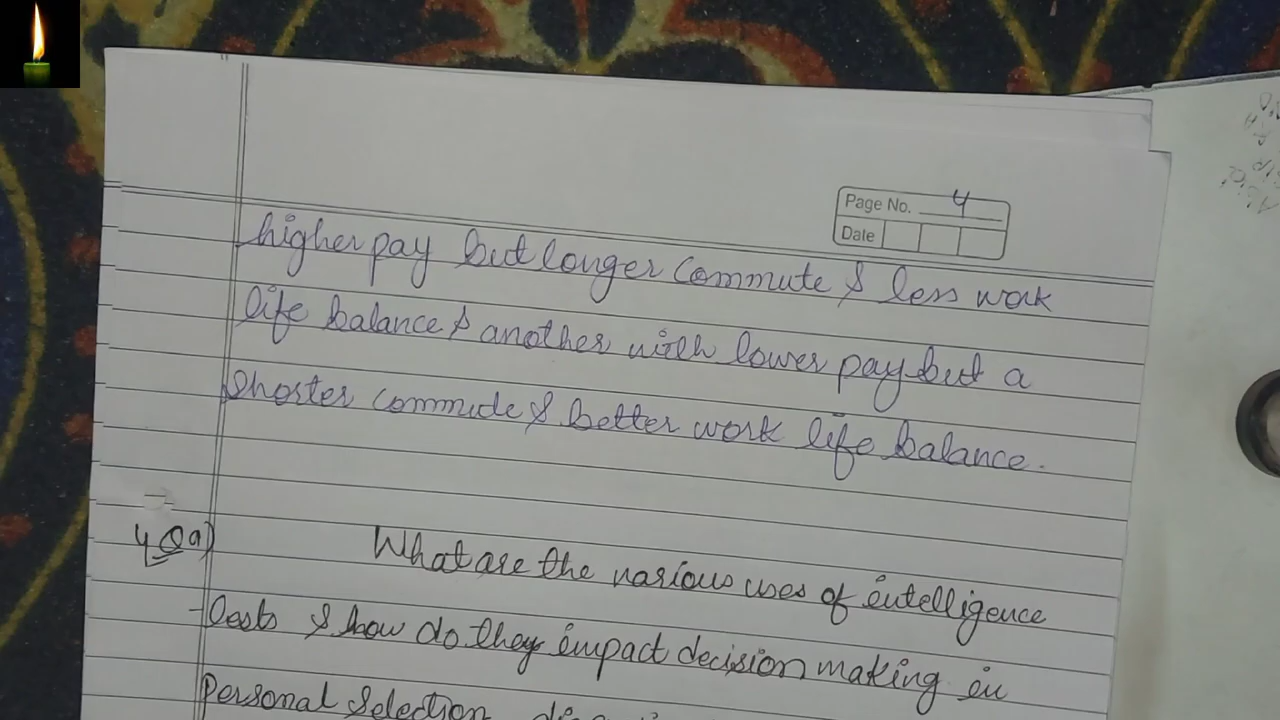 Page No. 4
Date
higher pay but longer commute & less work
life balance & another with lower pay but a
shorter commute & better work life balance.
4 Q a) What are the various uses of intelligence
tests & how do they impact decision making in
Personal Selection